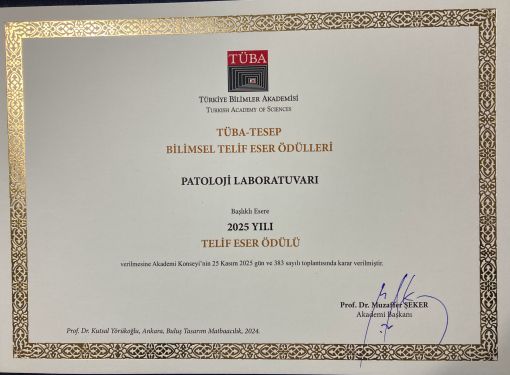 TÜBA
TÜRKİYE BİLİMLER AKADEMİSİ
TURKISH ACADEMY OF SCIENCES
TÜBA-TESEP
BİLİMSEL TELİF ESER ÖDÜLLERİ
PATOLOJİ LABORATUVARI
Başlıklı Esere
2025 YILI
TELİF ESER ÖDÜLÜ
verilmesine Akademi Konseyi'nin 25 Kasım 2025 gün ve 383 sayılı toplantısında karar verilmiştir.
Prof. Dr. Muzaffer ŞEKER
Akademi Başkanı
Prof. Dr. Kutsal Yörükoğlu, Ankara, Buluş Tasarım Matbaacılık, 2024.